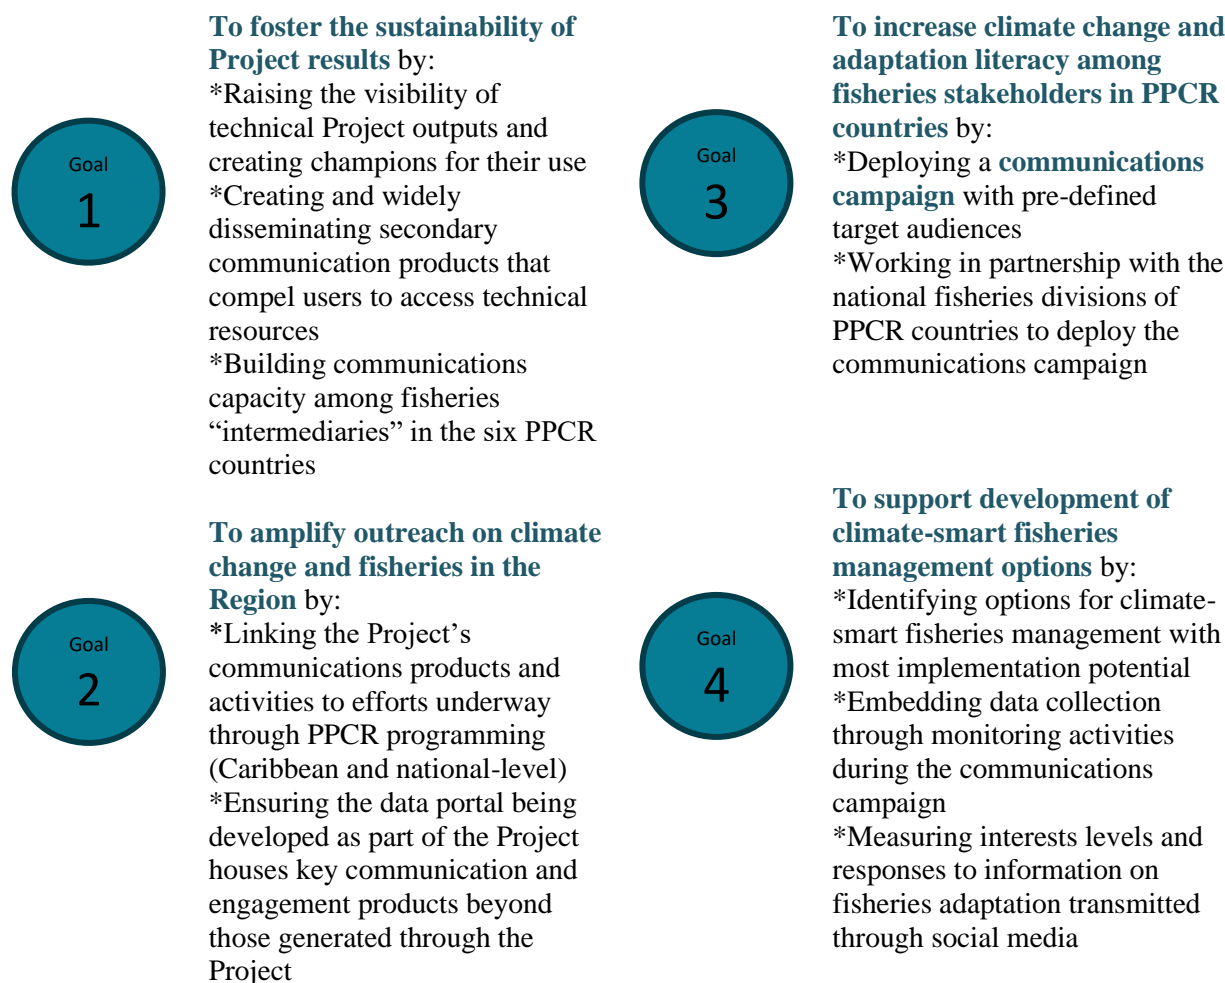 Goal
1
To foster the sustainability of
Project results by:
*Raising the visibility of
technical Project outputs and
creating champions for their use
*Creating and widely
disseminating secondary
communication products that
compel users to access technical
resources
*Building communications
capacity among fisheries
“intermediaries” in the six PPCR
countries
Goal
2
To amplify outreach on climate
change and fisheries in the
Region by:
*Linking the Project’s
communications products and
activities to efforts underway
through PPCR programming
(Caribbean and national-level)
*Ensuring the data portal being
developed as part of the Project
houses key communication and
engagement products beyond
those generated through the
Project
Goal
3
To increase climate change and
adaptation literacy among
fisheries stakeholders in PPCR
countries by:
*Deploying a communications
campaign with pre-defined
target audiences
*Working in partnership with the
national fisheries divisions of
PPCR countries to deploy the
communications campaign
Goal
4
To support development of
climate-smart fisheries
management options by:
*Identifying options for climate-
smart fisheries management with
most implementation potential
*Embedding data collection
through monitoring activities
during the communications
campaign
*Measuring interests levels and
responses to information on
fisheries adaptation transmitted
through social media